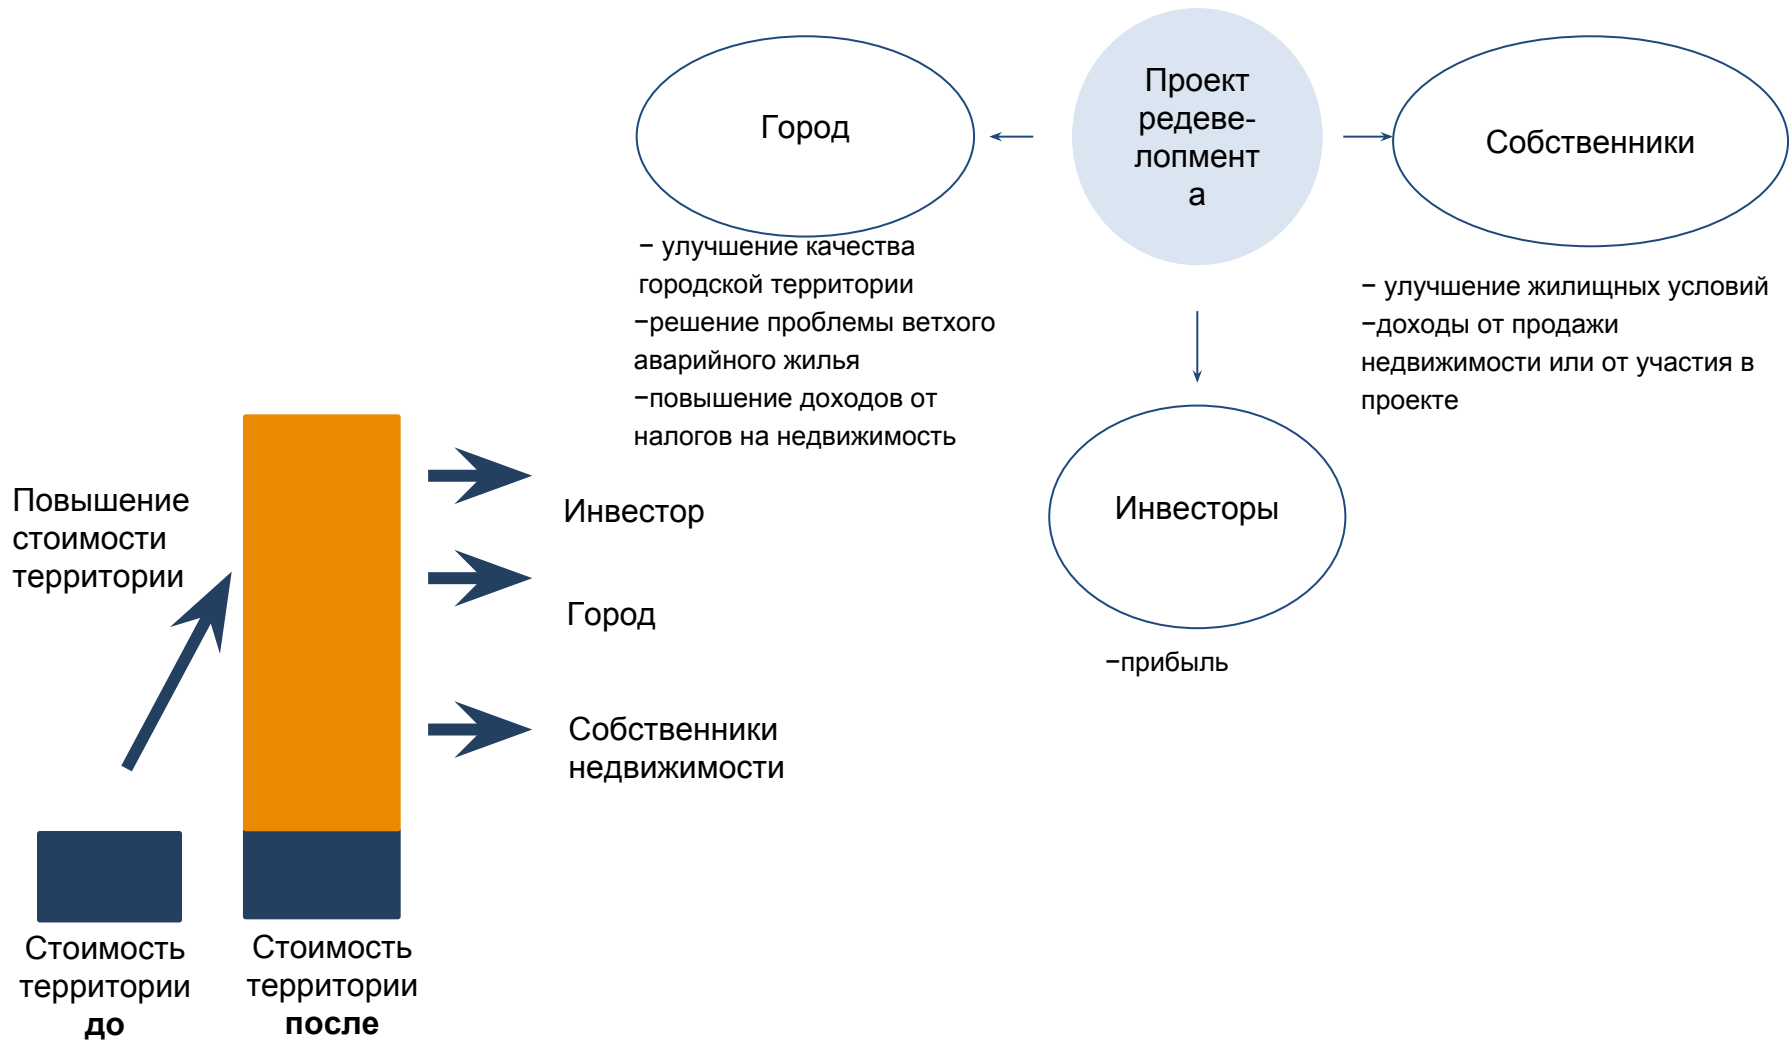 Город
Проект
редеве-
лопмент
а
Собственники
− улучшение качества
городской территории
−решение проблемы ветхого
аварийного жилья
−повышение доходов от
налогов на недвижимость
− улучшение жилищных условий
−доходы от продажи
недвижимости или от участия в
проекте
Инвесторы
−прибыль
Повышение
стоимости
территории
Инвестор
Город
Собственники
недвижимости
Стоимость
территории
до
Стоимость
территории
после